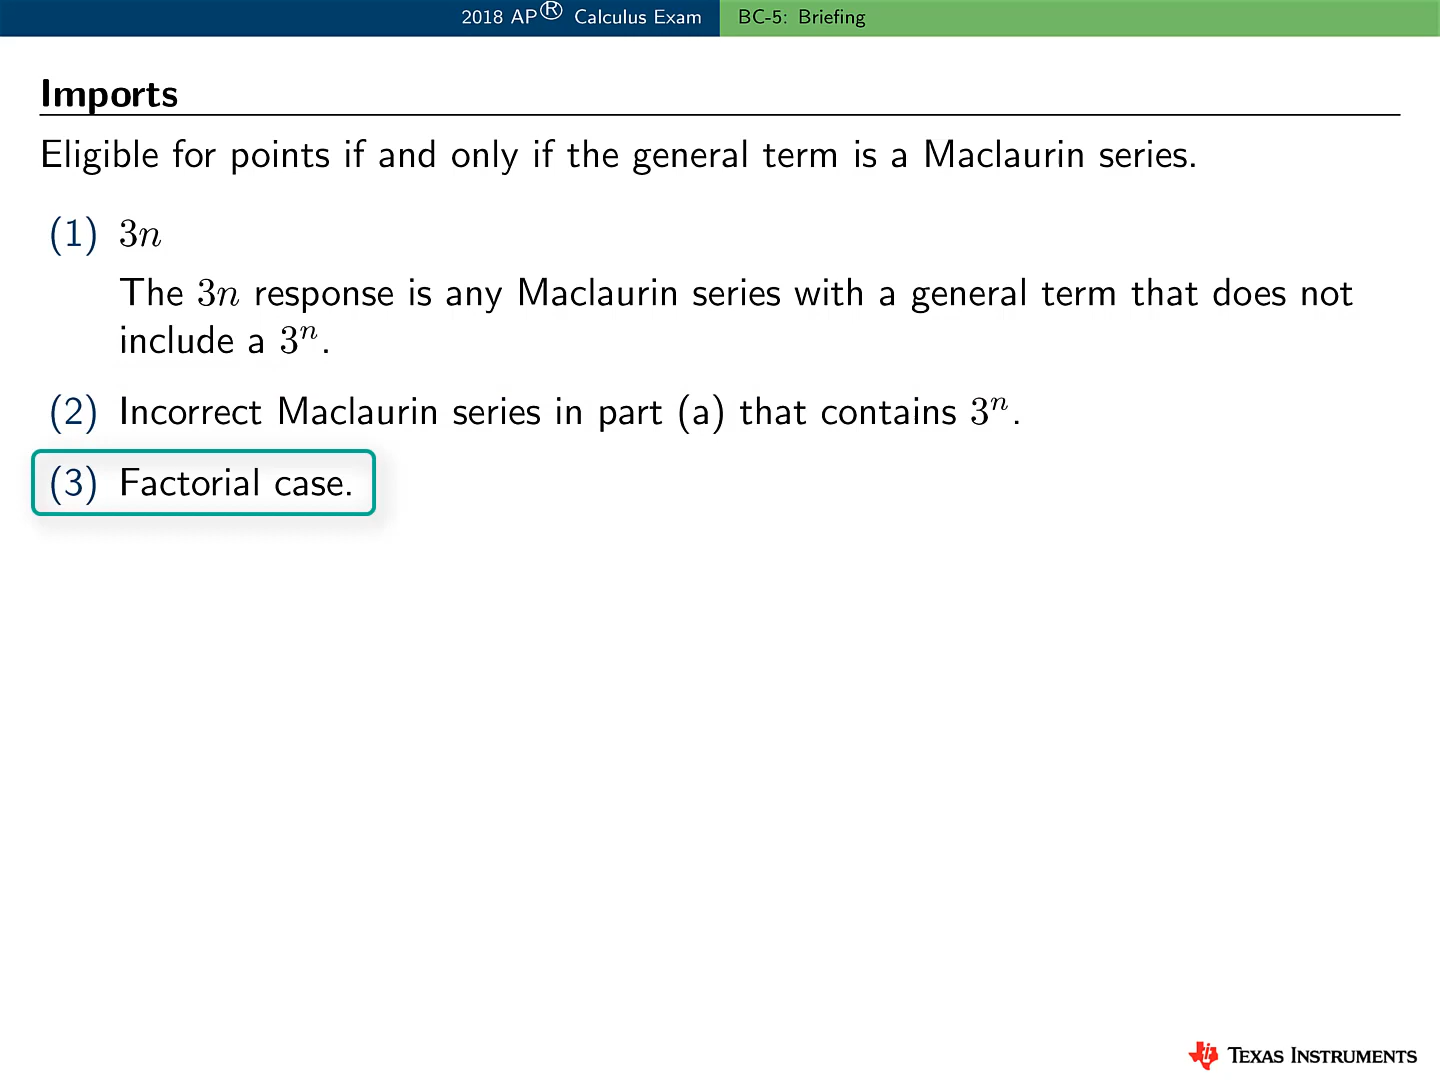 2018 AP® Calculus Exam BC-5: Briefing
Imports
Eligible for points if and only if the general term is a Maclaurin series.
(1) 3n
The 3n response is any Maclaurin series with a general term that does not
include a 3ⁿ.
(2) Incorrect Maclaurin series in part (a) that contains 3ⁿ.
(3) Factorial case.
TEXAS INSTRUMENTS